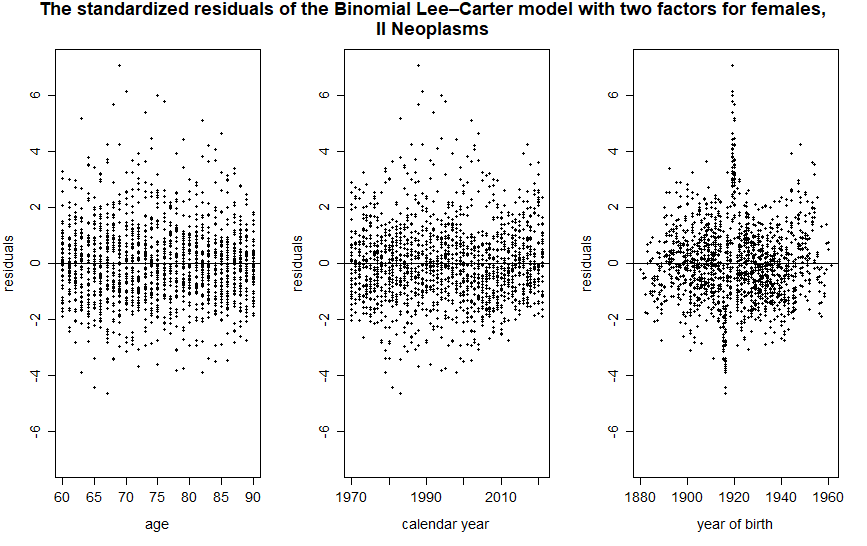 The standardized residuals of the Binomial Lee–Carter model with two factors for females,
II Neoplasms
residuals
6
4
2
0
-2
-4
-6
60 65 70 75 80 85 90
age
residuals
6
4
2
0
-2
-4
-6
1970 1990 2010
calendar year
residuals
6
4
2
0
-2
-4
-6
1880 1900 1920 1940 1960
year of birth